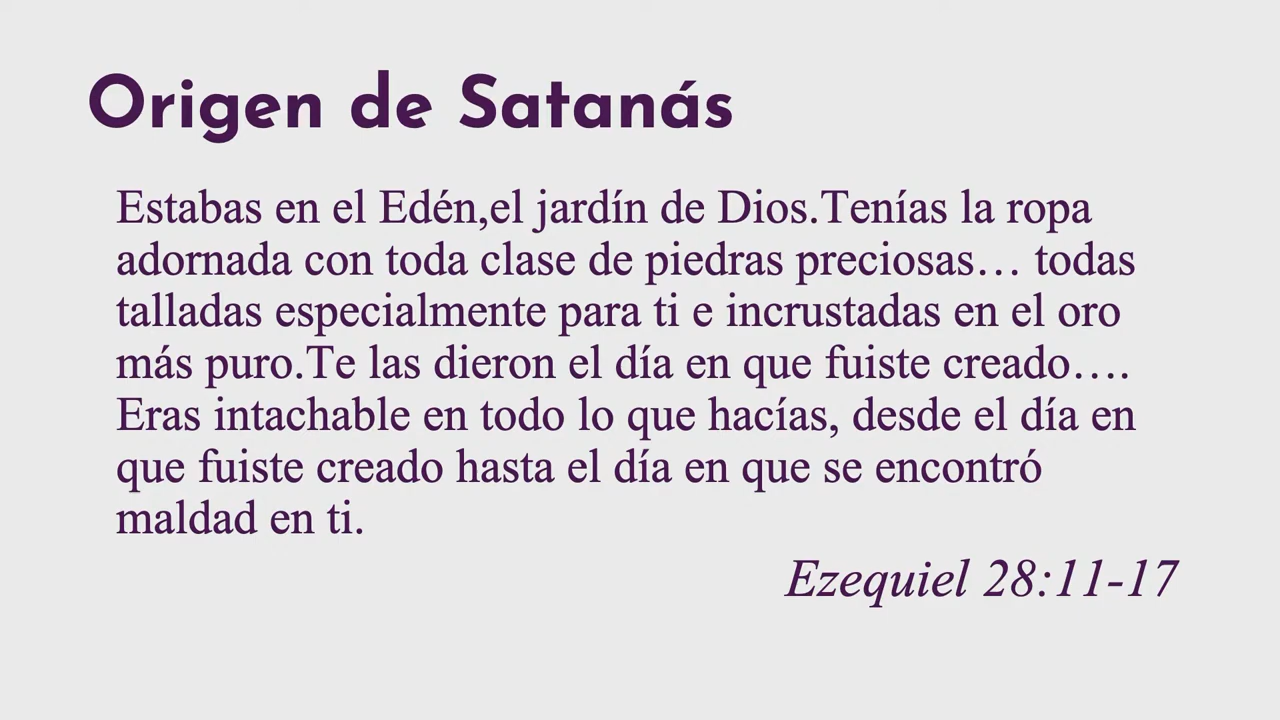 Origen de Satanás
Estabas en el Edén,el jardín de Dios.Tenías la ropa
adornada con toda clase de piedras preciosas… todas
talladas especialmente para ti e incrustadas en el oro
más puro.Te las dieron el día en que fuiste creado….
Eras intachable en todo lo que hacías, desde el día en
que fuiste creado hasta el día en que se encontró
maldad en ti.
Ezequiel 28:11-17